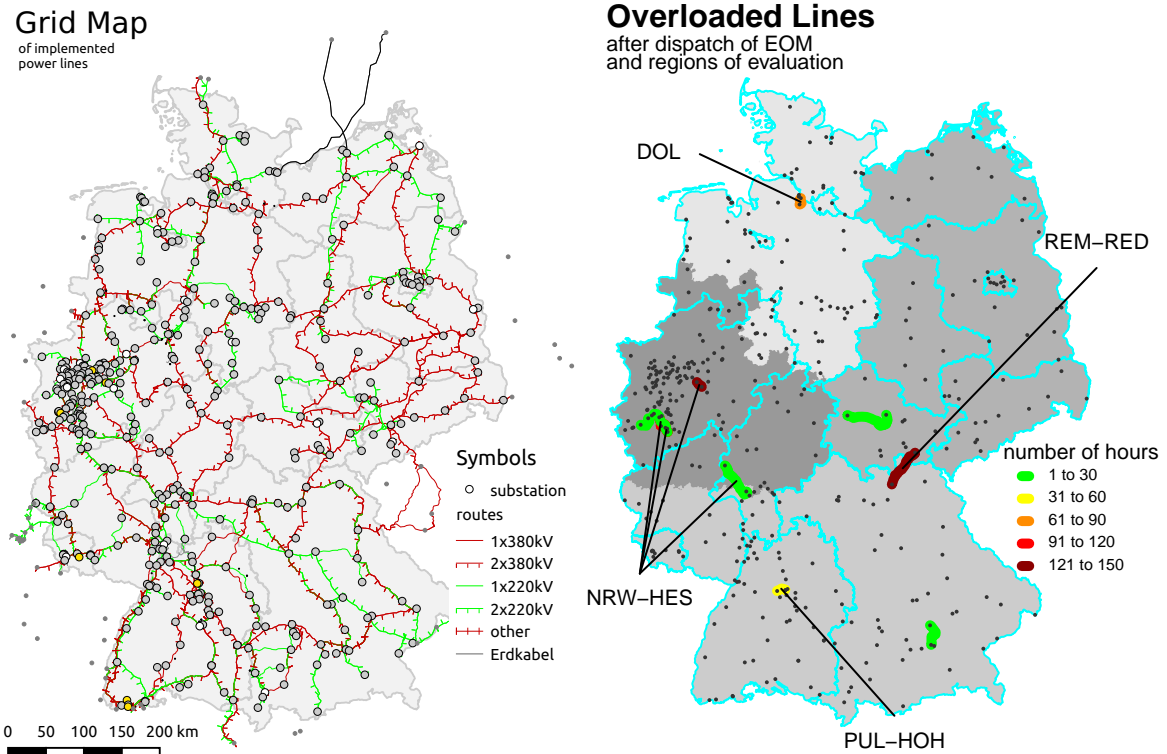 Grid Map
of implemented
power lines
Symbols
substation
routes
1x380kV
2x380kV
1x220kV
2x220kV
other
Erdkabel
0 50 100 150 200 km
Overloaded Lines
after dispatch of EOM
and regions of evaluation
DOL
REM−RED
number of hours
1 to 30
31 to 60
61 to 90
91 to 120
121 to 150
NRW−HES
PUL−HOH